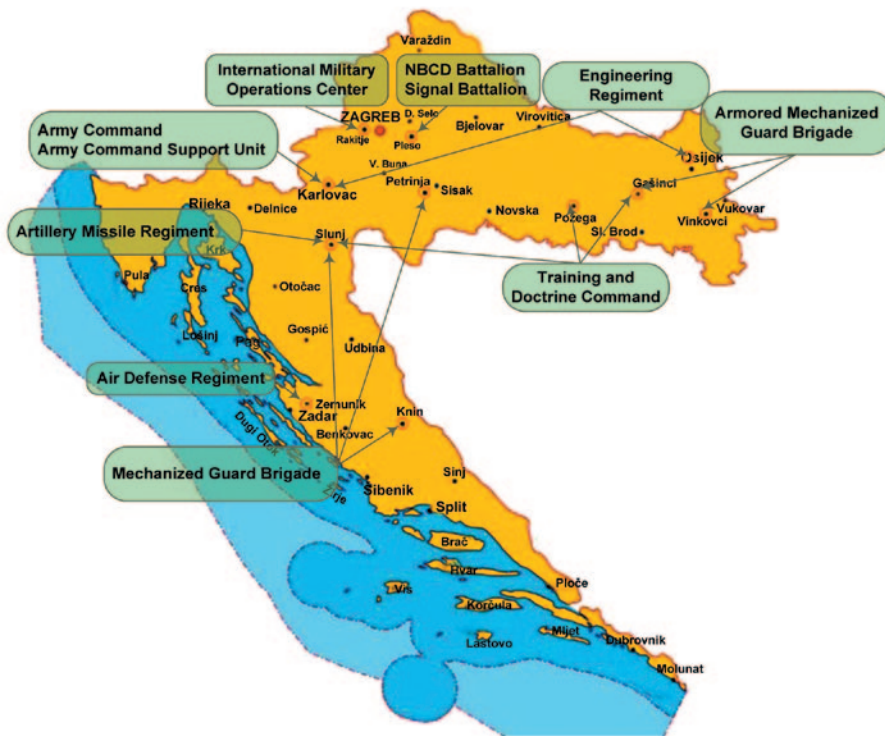 Varaždin
International Military
Operations Center
NBCD Battalion
Signal Battalion
Engineering
Regiment
Armored Mechanized
Guard Brigade
Army Command
Army Command Support Unit
ZAGREB
Rakitje
D. Selo
Pleso
Bjelovar
Virovitica
V. Buna
Karlovac
Petrinja
Sisak
Osijek
Gašinci
Vukovar
Vinkovci
Požega
Sl. Brod
Novska
Rijeka
Delnice
Artillery Missile Regiment
Slunj
Krk
Training and
Doctrine Command
Pula
Cres
Otočac
Lošinj
Gospić
Pag
Udbina
Air Defense Regiment
Zemunik
Zadar
Knin
Dugi Otok
Benkovac
Mechanized Guard Brigade
Žirje
Šibenik
Sinj
Split
Brač
Hvar
Vis
Ploče
Korčula
Lastovo
Mljet
Dubrovnik
Molunat